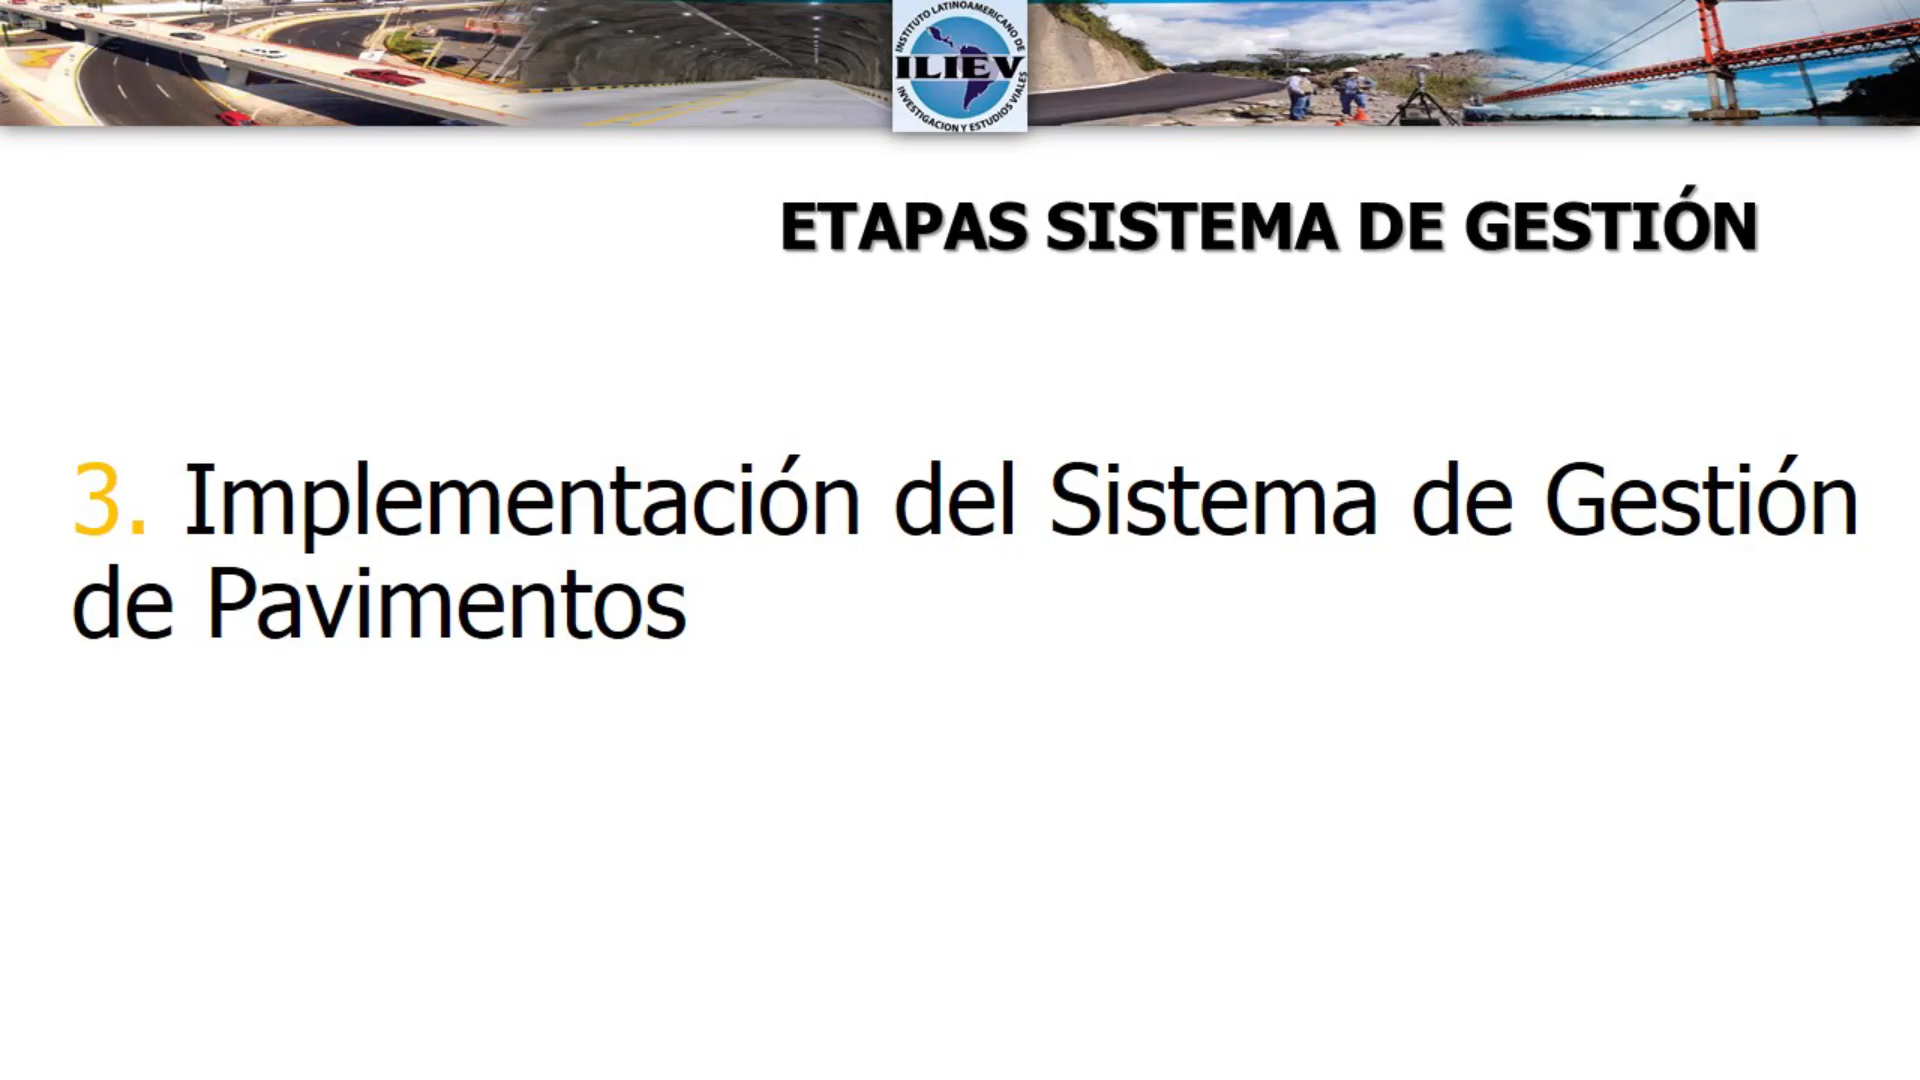 INSTITUTO LATINOAMERICANO DE
ILIEV
INVESTIGACION Y ESTUDIOS VIALES
ETAPAS SISTEMA DE GESTIÓN
3. Implementación del Sistema de Gestión
de Pavimentos